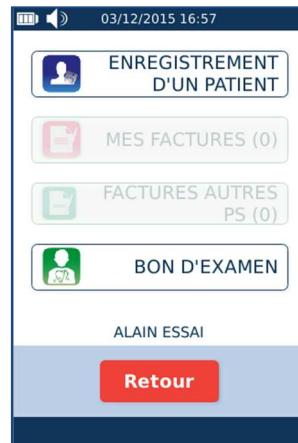 03/12/2015 16:57
ENREGISTREMENT
D'UN PATIENT
MES FACTURES (0)
FACTURES AUTRES
PS (0)
BON D'EXAMEN
ALAIN ESSAI
Retour